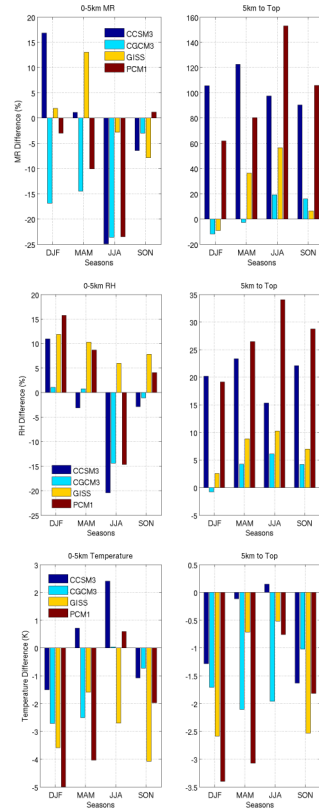 0-5km MR
5km to Top
20
15
10
5
0
-5
-10
-15
-20
-25
MR Difference (%)
CCSM3
CGCM3
GISS
PCM1
DJF MAM JJA SON
Seasons
160
140
120
100
80
60
40
20
0
-20
DJF MAM JJA SON
Seasons
0-5km RH
5km to Top
20
15
10
5
0
-5
-10
-15
-20
-25
RH Difference (%)
CCSM3
CGCM3
GISS
PCM1
DJF MAM JJA SON
Seasons
35
30
25
20
15
10
5
0
-5
DJF MAM JJA SON
Seasons
0-5km Temperature
5km to Top
3
2
1
0
-1
-2
-3
-4
-5
Temperature Difference (K)
CCSM3
CGCM3
GISS
PCM1
DJF MAM JJA SON
Seasons
0.5
0
-0.5
-1
-1.5
-2
-2.5
-3
-3.5
DJF MAM JJA SON
Seasons